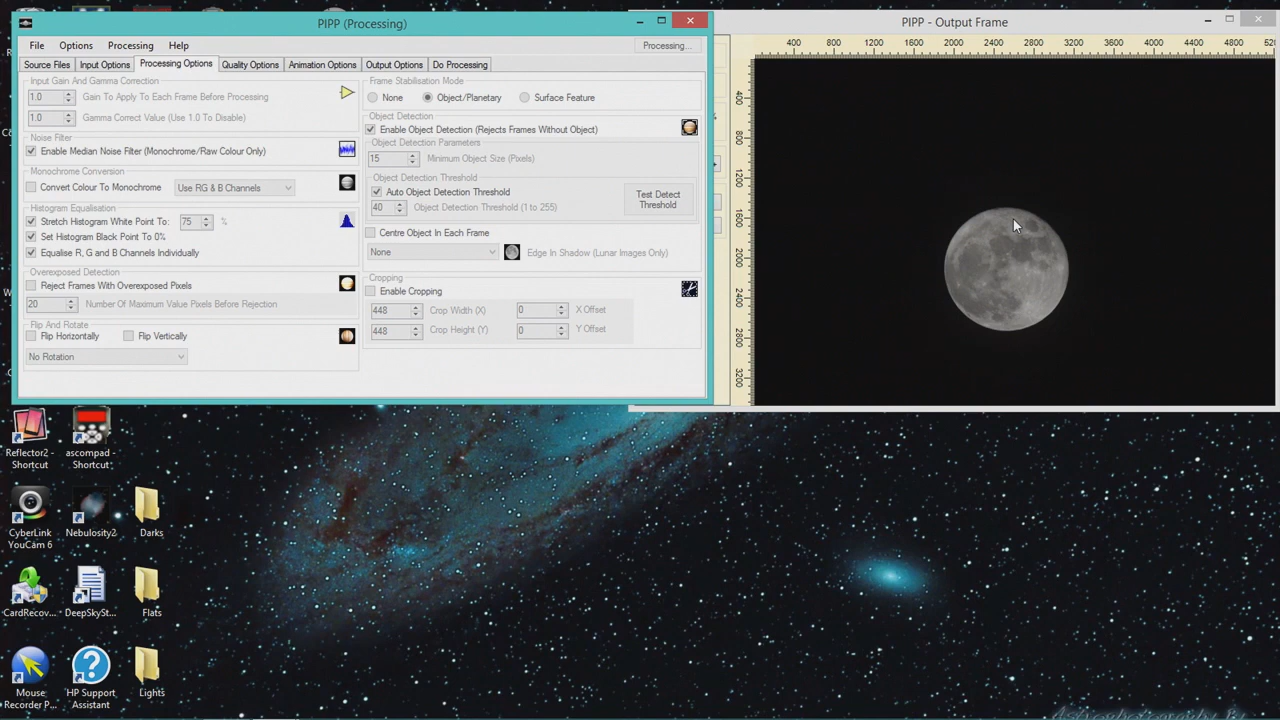 PIPP (Processing)
File Options Processing Help
Processing...
Source Files Input Options Processing Options Quality Options Animation Options Output Options Do Processing
Input Gain And Gamma Correction
1.0 Gain To Apply To Each Frame Before Processing
1.0 Gamma Correct Value (Use 1.0 To Disable)
Noise Filter
Enable Median Noise Filter (Monochrome/Raw Colour Only)
Monochrome Conversion
Convert Colour To Monochrome Use RG & B Channels
Histogram Equalisation
Stretch Histogram White Point To: 75 %
Set Histogram Black Point To 0%
Equalise R, G and B Channels Individually
Overexposed Detection
Reject Frames With Overexposed Pixels
20 Number Of Maximum Value Pixels Before Rejection
Flip And Rotate
Flip Horizontally Flip Vertically
No Rotation
Frame Stabilisation Mode
None Object/Planetary Surface Feature
Object Detection
Enable Object Detection (Rejects Frames Without Object)
Object Detection Parameters
15 Minimum Object Size (Pixels)
Object Detection Threshold
Auto Object Detection Threshold
40 Object Detection Threshold (1 to 255)
Test Detect
Threshold
Centre Object In Each Frame
None Edge In Shadow (Lunar Images Only)
Cropping
Enable Cropping
448 Crop Width (X) 0 X Offset
448 Crop Height (Y) 0 Y Offset
PIPP - Output Frame
400 800 1200 1600 2000 2400 2800 3200 3600 4000 4400 4800
400
800
1200
1600
2000
2400
2800
3200
Reflector2 -
Shortcut
ascompad -
Shortcut
CyberLink
YouCam 6
Nebulosity2
Darks
CardRecov...
DeepSkySt...
Flats
Mouse
Recorder P...
HP Support
Assistant
Lights